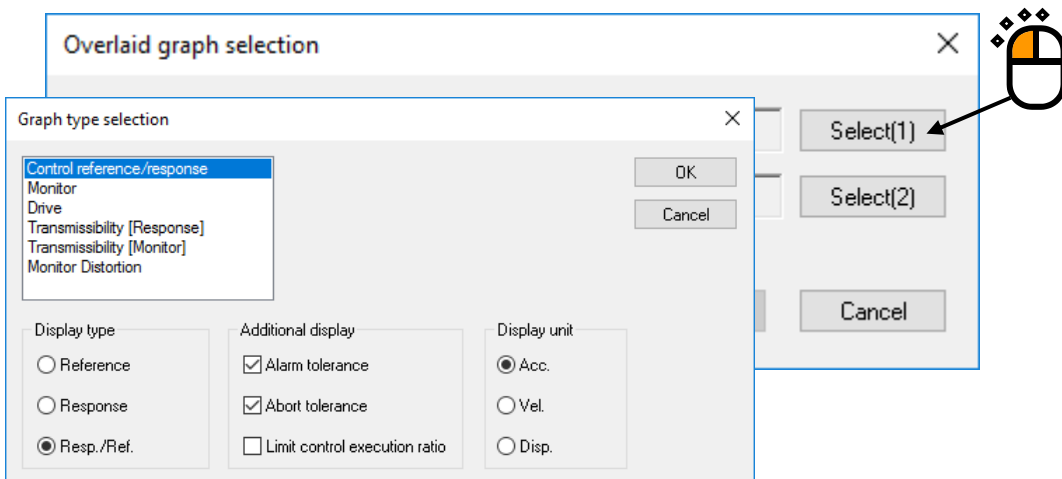 Overlaid graph selection
Select(1)
Select(2)
Cancel
Graph type selection
Control reference/response
Monitor
Drive
Transmissibility [Response]
Transmissibility [Monitor]
Monitor Distortion
OK
Cancel
Display type
Reference
Response
Resp./Ref.
Additional display
Alarm tolerance
Abort tolerance
Limit control execution ratio
Display unit
Acc.
Vel.
Disp.